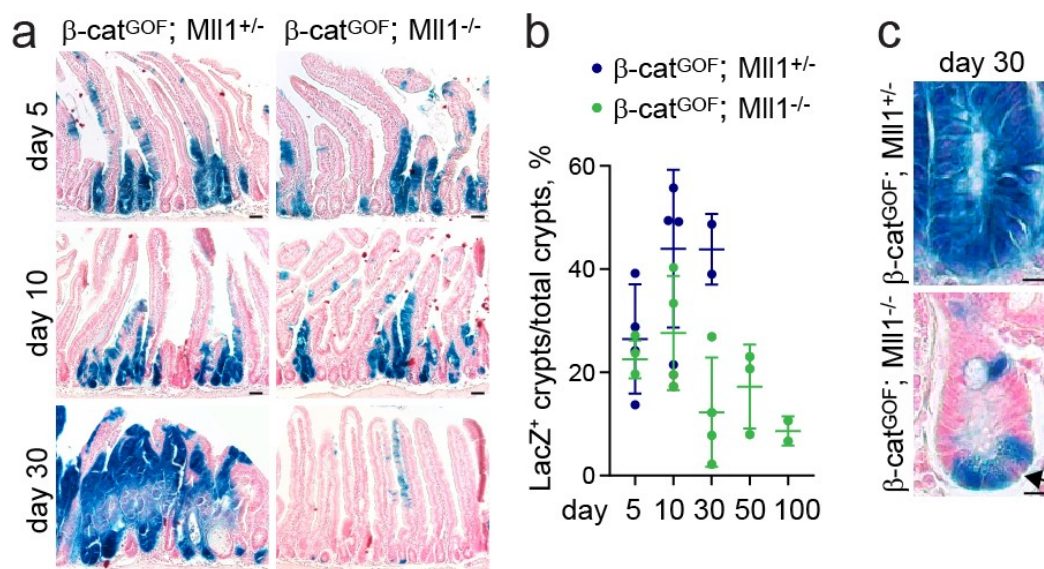 a
β-catGOF; Mll1+/-
β-catGOF; Mll1-/-
day 5
day 10
day 30
b
β-catGOF; Mll1+/-
β-catGOF; Mll1-/-
LacZ+ crypts/total crypts, %
60
40
20
0
day 5 10 30 50 100
c
day 30
β-catGOF; Mll1+/-
β-catGOF; Mll1-/-